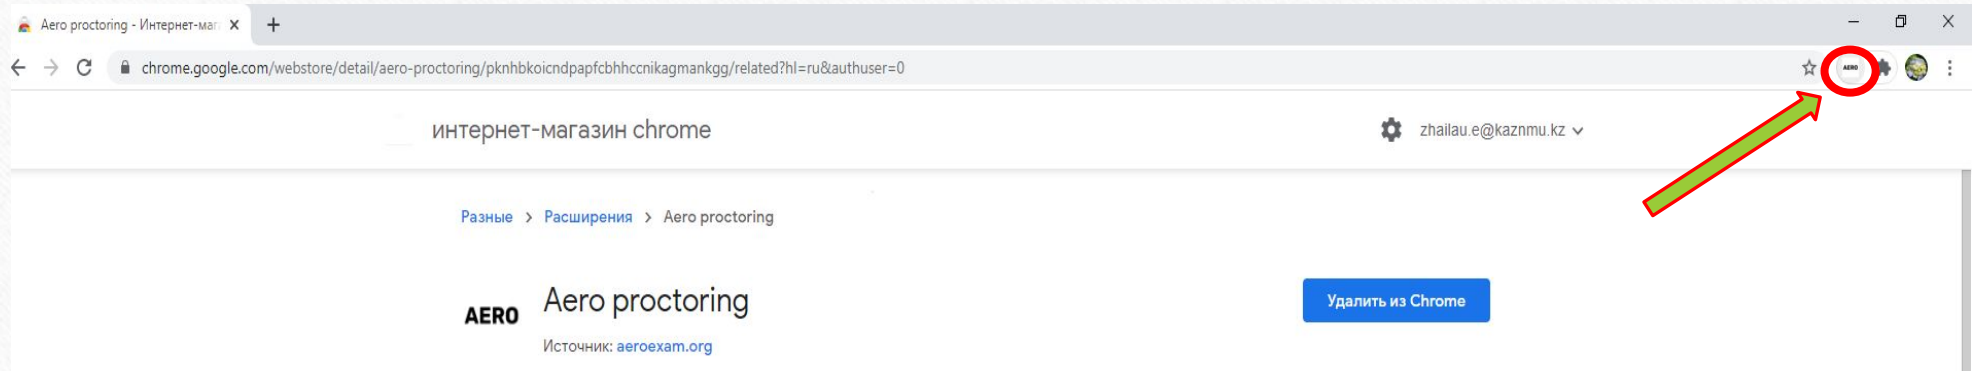 Aero proctoring - Интернет-маг
chrome.google.com/webstore/detail/aero-proctoring/pknhbkoicndpapfcbhhccnikagmankgg/related?hl=ru&authuser=0
AERO
интернет-магазин chrome
zhailau.e@kaznmu.kz
Разные > Расширения > Aero proctoring
AERO
Aero proctoring
Удалить из Chrome
Источник: aeroexam.org